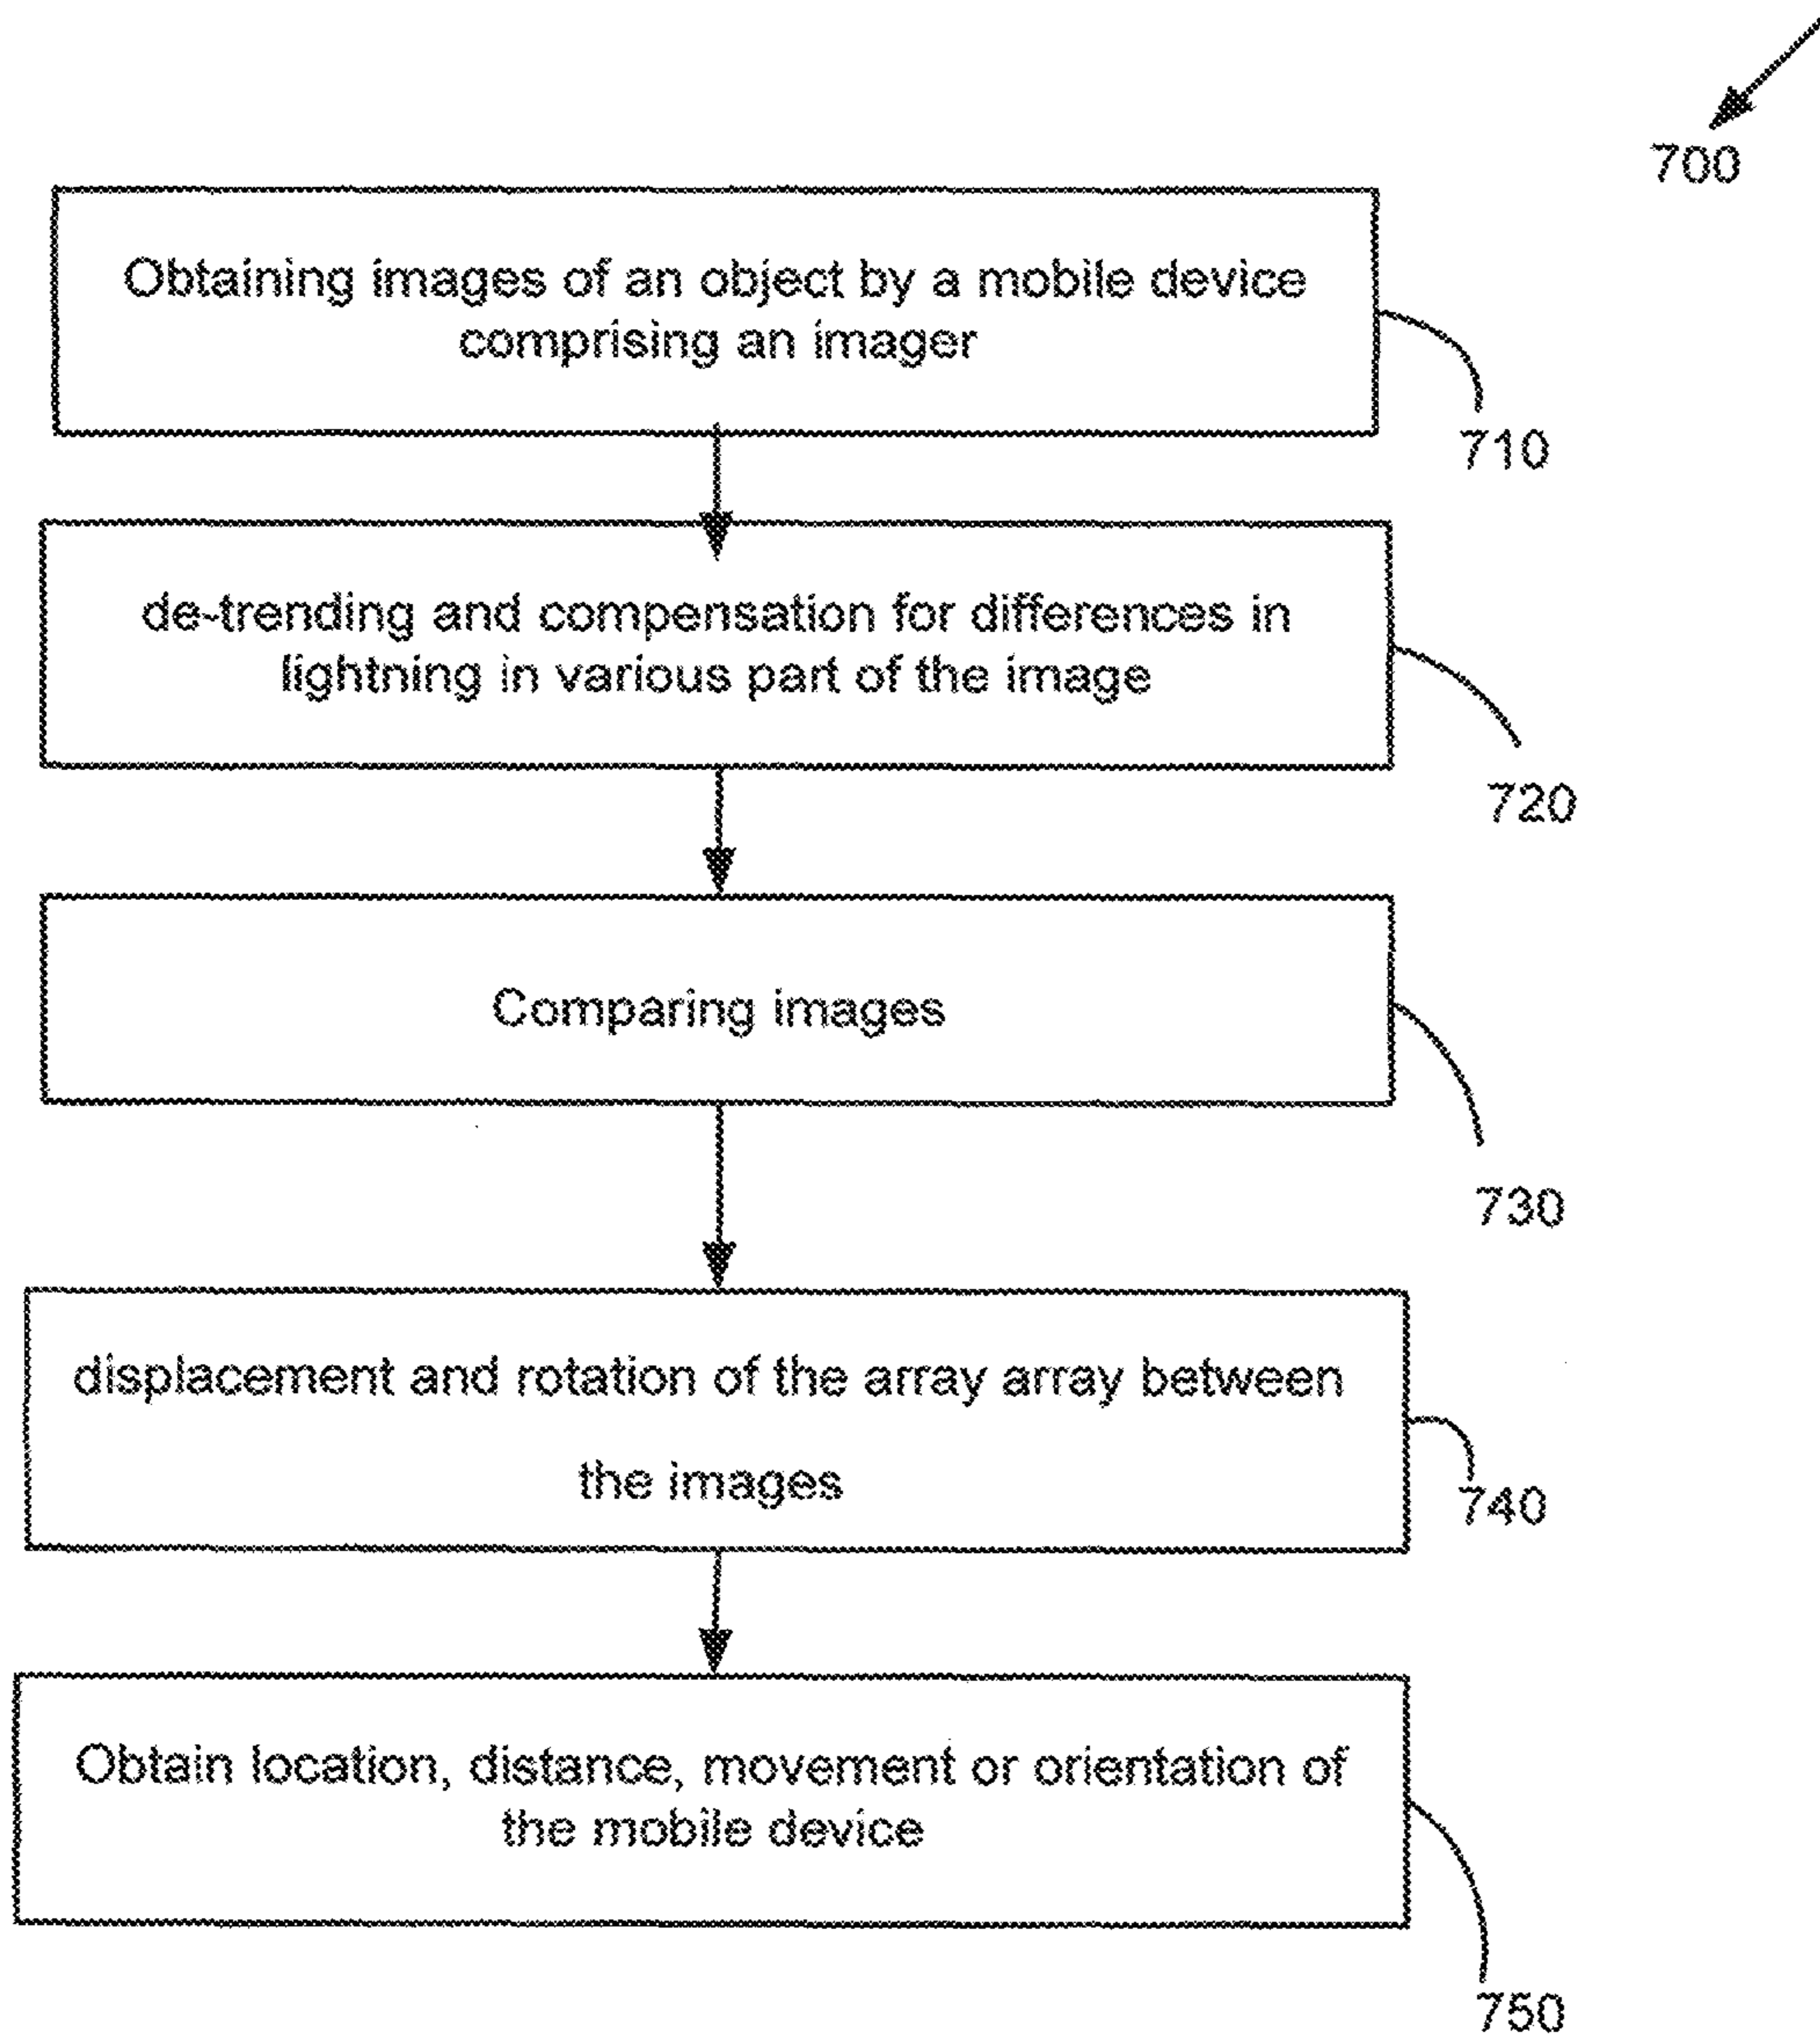 700
Obtaining images of an object by a mobile device
comprising an imager
710
de-trending and compensation for differences in
lightning in various part of the image
720
Comparing images
730
displacement and rotation of the array array between
the images
740
Obtain location, distance, movement or orientation of
the mobile device
750